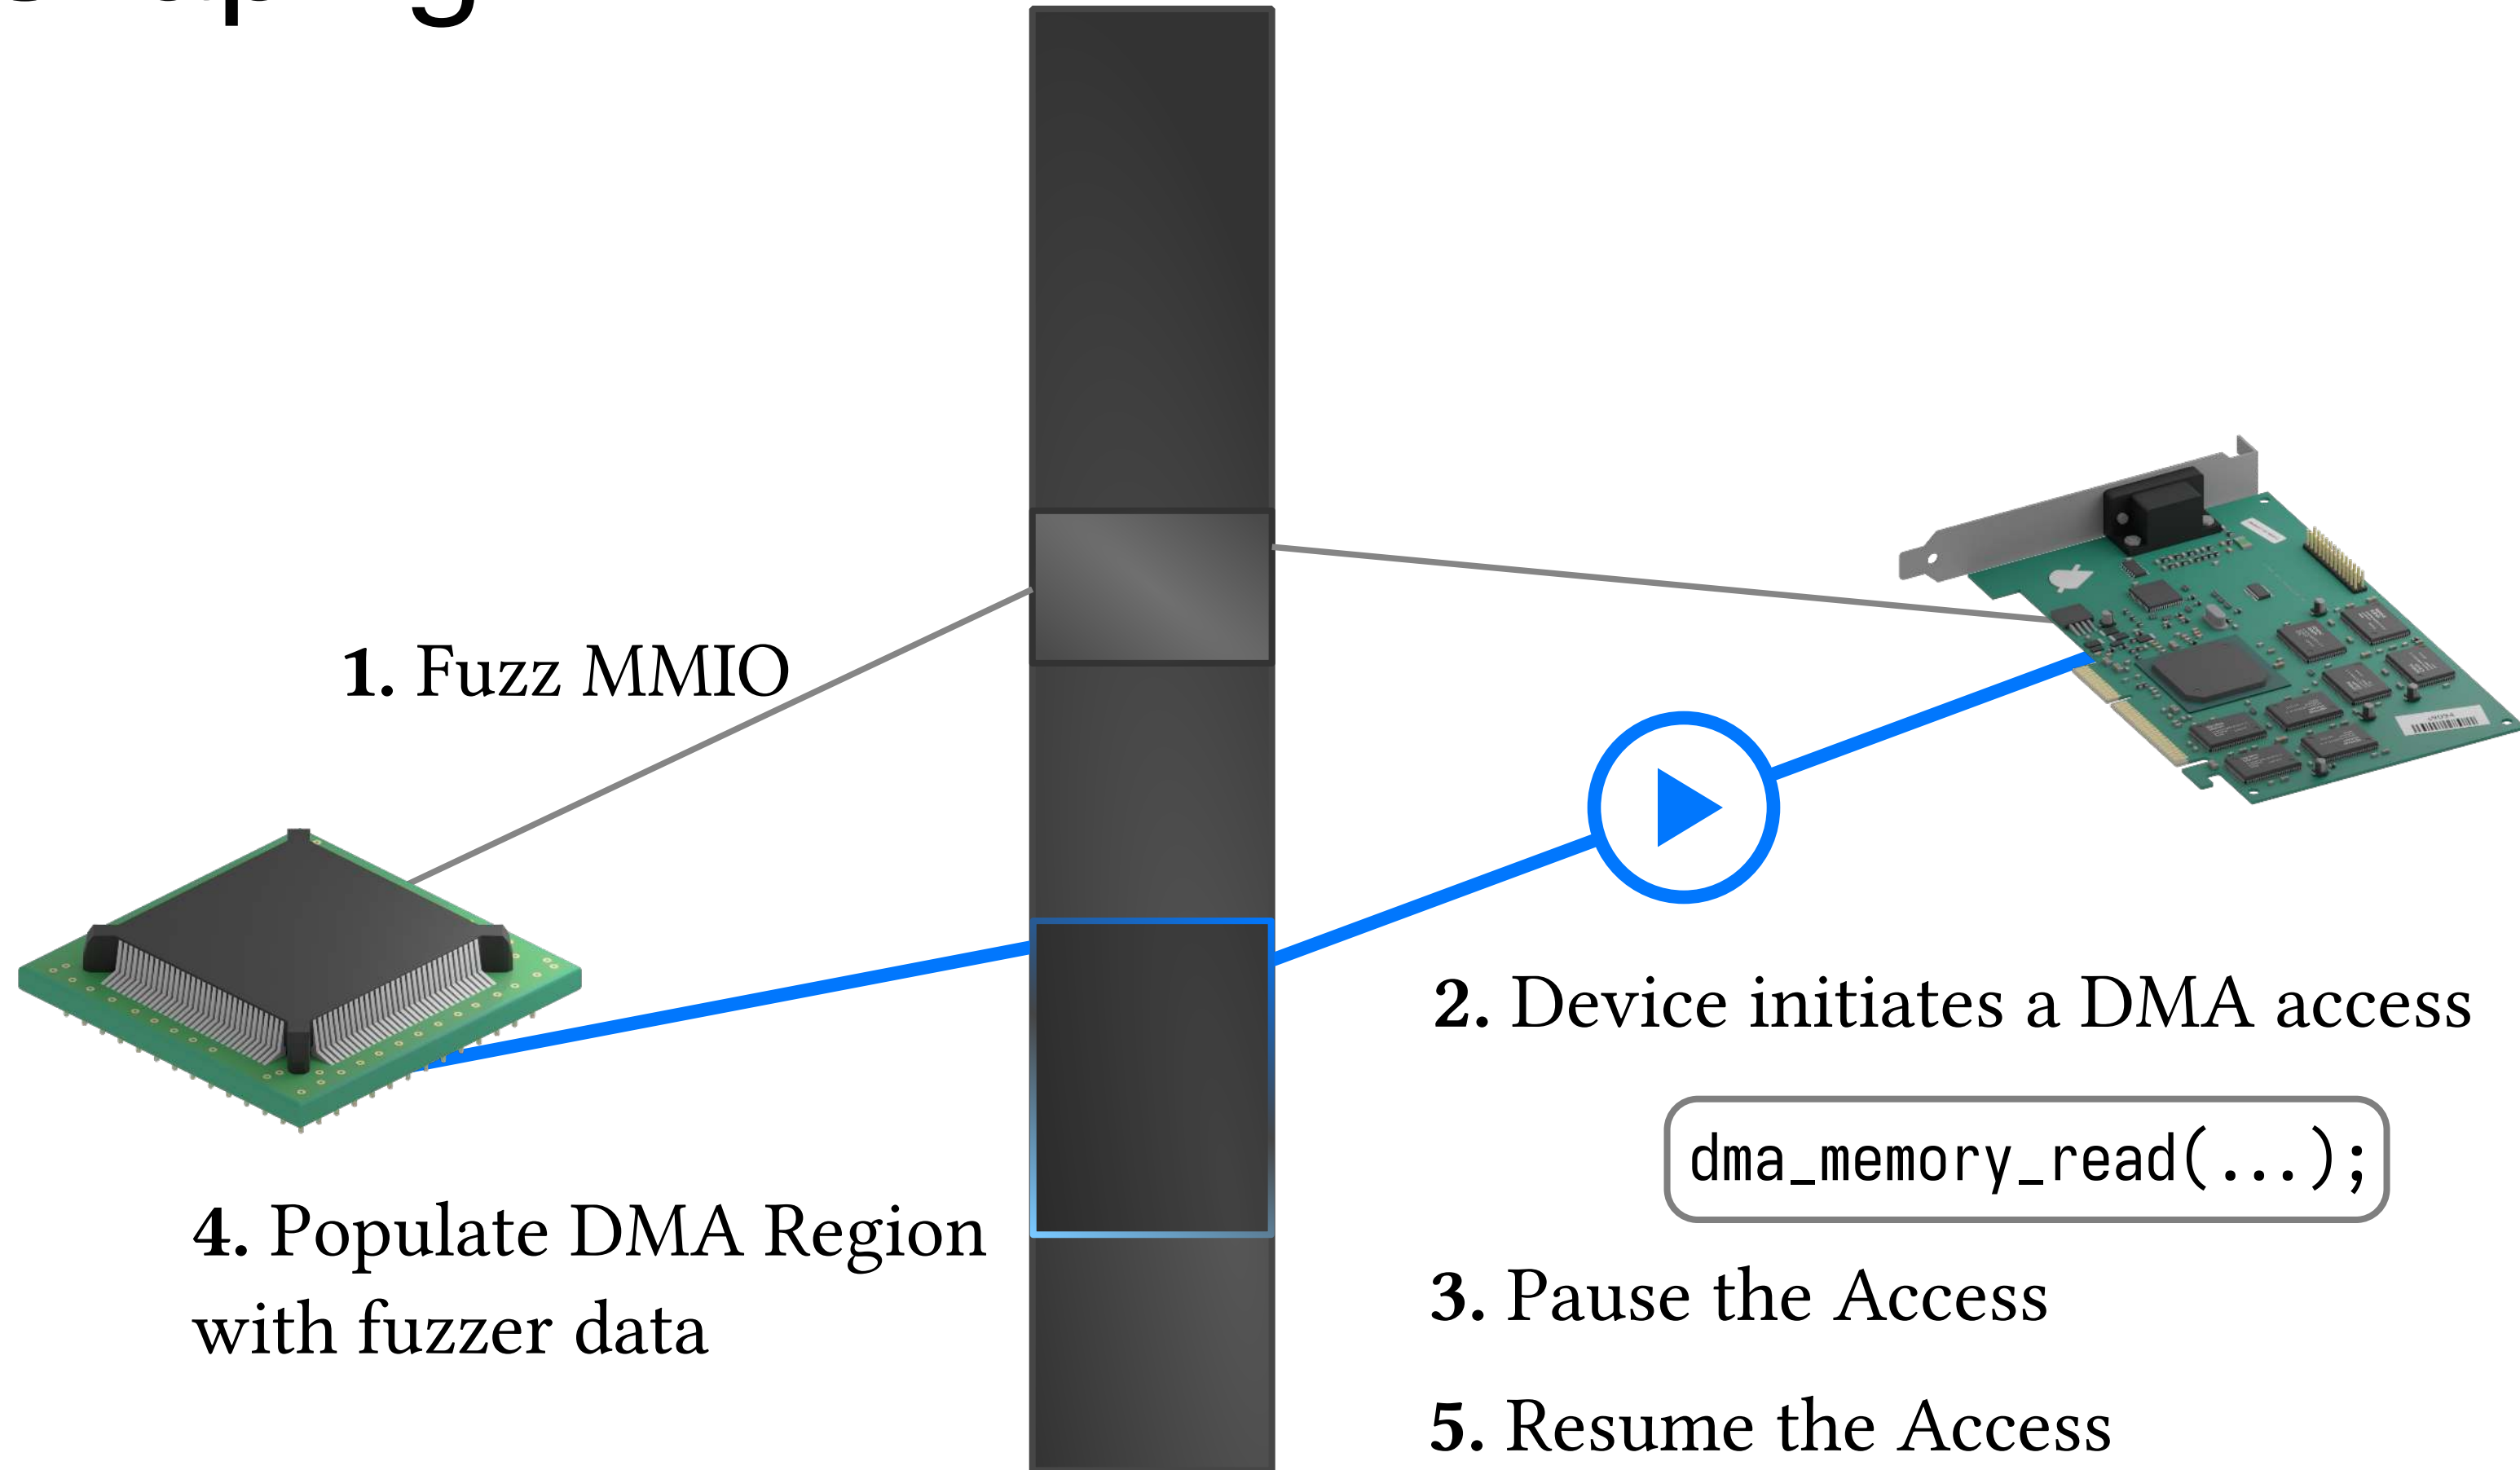 1. Fuzz MMIO
2. Device initiates a DMA access
dma_memory_read(...);
3. Pause the Access
4. Populate DMA Region
with fuzzer data
5. Resume the Access